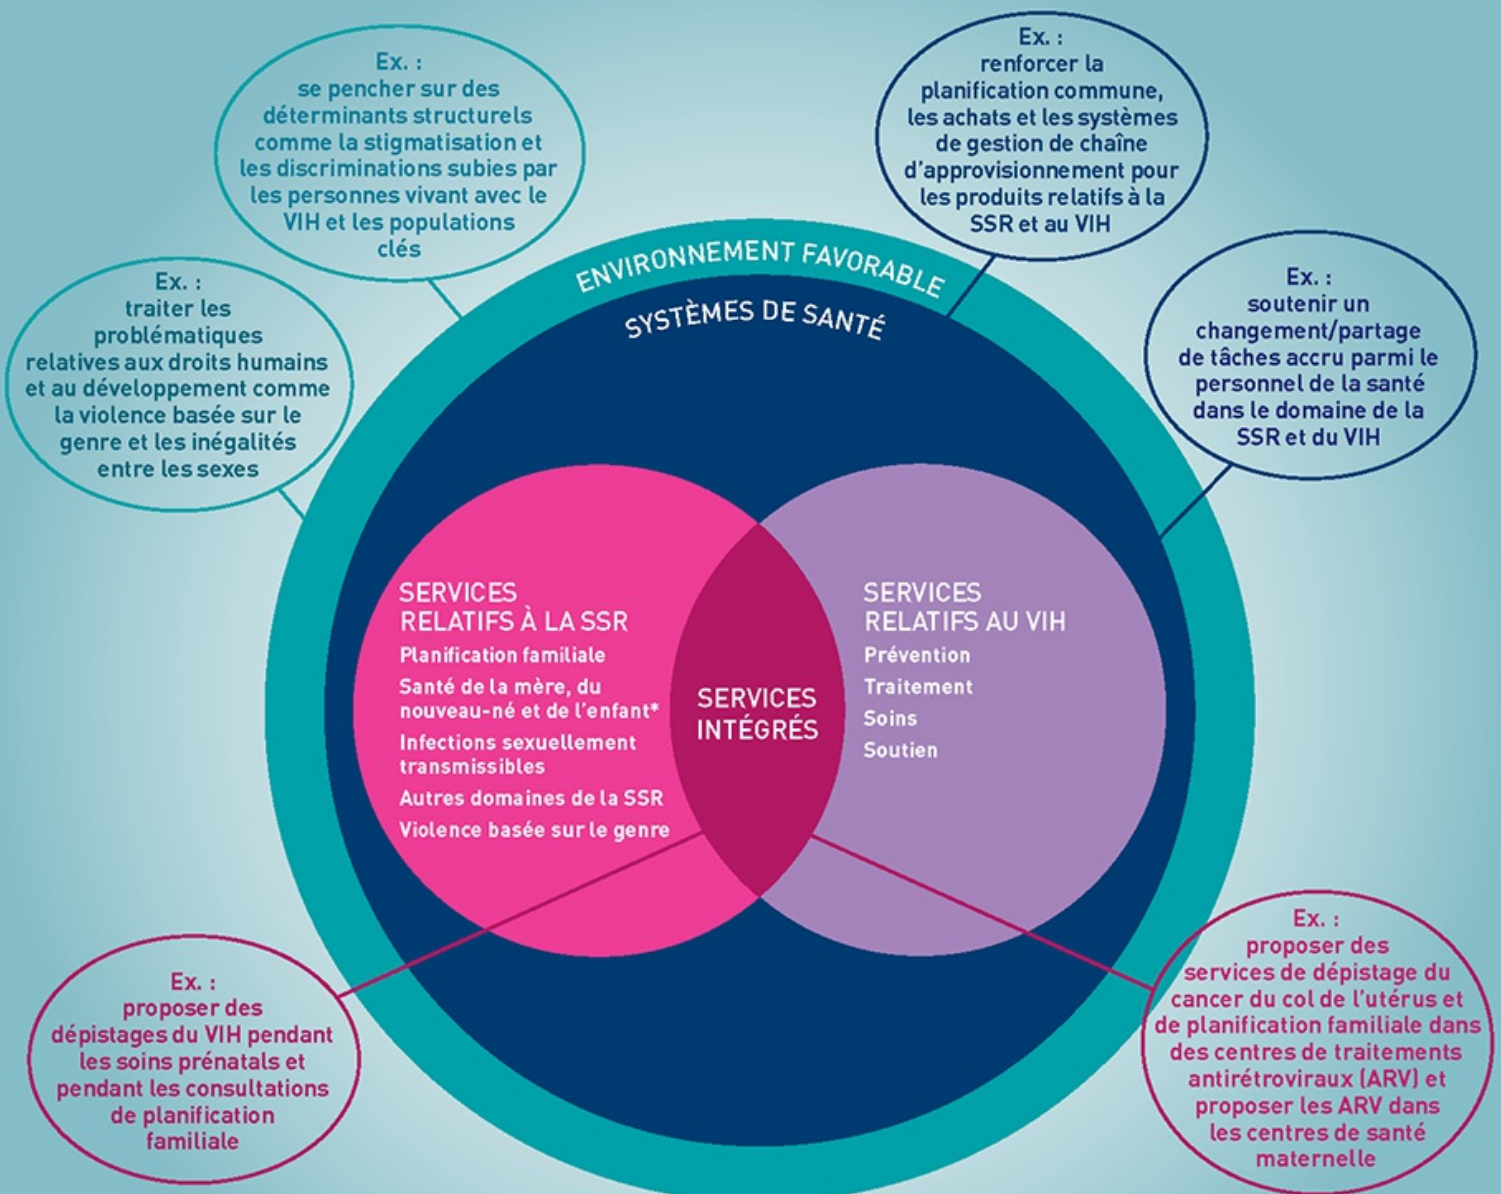 Ex. :
se pencher sur des
déterminants structurels
comme la stigmatisation et
les discriminations subies par
les personnes vivant avec le
VIH et les populations
clés
Ex. :
renforcer la
planification commune,
les achats et les systèmes
de gestion de chaîne
d’approvisionnement pour
les produits relatifs à la
SSR et au VIH
Ex. :
traiter les
problématiques
relatives aux droits humains
et au développement comme
la violence basée sur le
genre et les inégalités
entre les sexes
Ex. :
soutenir un
changement/partage
de tâches accru parmi le
personnel de la santé
dans le domaine de la
SSR et du VIH
ENVIRONNEMENT FAVORABLE
SYSTÈMES DE SANTÉ
SERVICES
RELATIFS À LA SSR
Planification familiale
Santé de la mère, du
nouveau-né et de l’enfant*
Infections sexuellement
transmissibles
Autres domaines de la SSR
Violence basée sur le genre
SERVICES
INTÉGRÉS
SERVICES
RELATIFS AU VIH
Prévention
Traitement
Soins
Soutien
Ex. :
proposer des
dépistages du VIH pendant
les soins prénatals et
pendant les consultations
de planification
familiale
Ex. :
proposer des
services de dépistage du
cancer du col de l’utérus et
de planification familiale dans
des centres de traitements
antirétroviraux (ARV) et
proposer les ARV dans
les centres de santé
maternelle